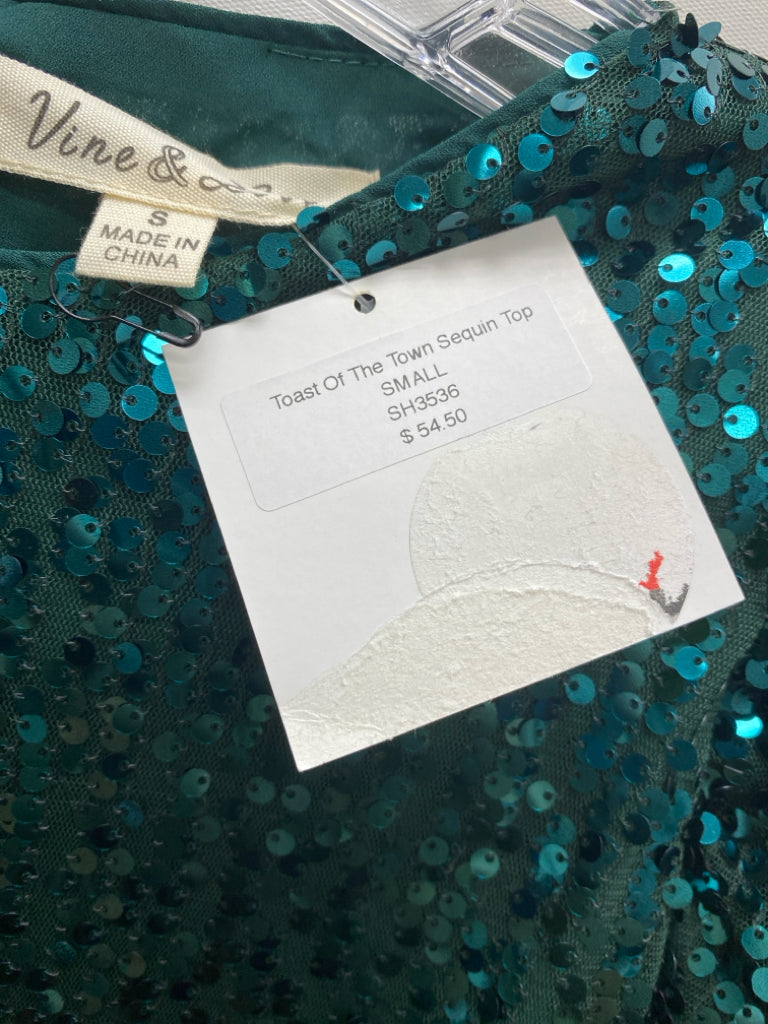 Vine &
S
MADE IN
CHINA
Toast Of The Town Sequin Top
SMALL
SH3536
$ 54.50